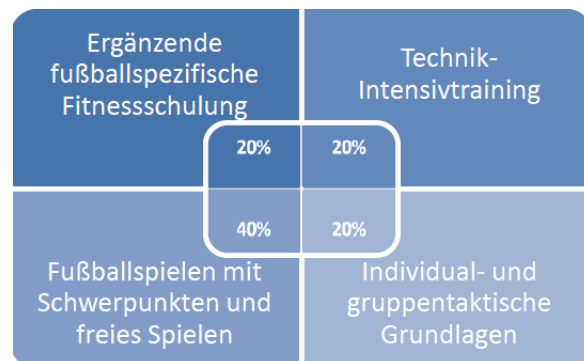 Ergänzende
fußballspezifische
Fitnessschulung
Technik-
Intensivtraining
20%
20%
40%
20%
Fußballspielen mit
Schwerpunkten und
freies Spielen
Individual- und
gruppentaktische
Grundlagen